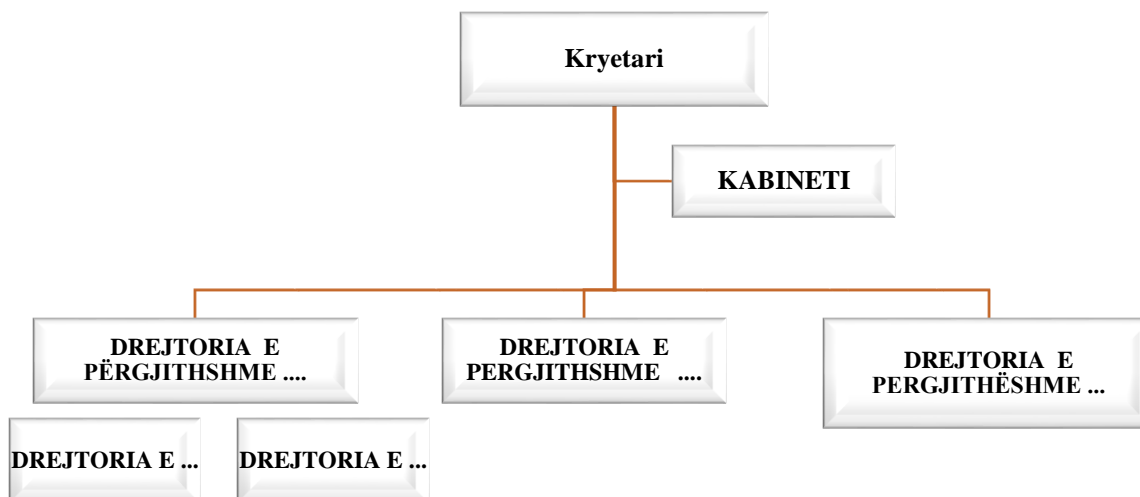 Kryetari
KABINETI
DREJTORIA E
PËRGJITHSHME ....
DREJTORIA E
PERGJITHSHME ....
DREJTORIA E
PERGJITHËSHME ...
DREJTORIA E ...
DREJTORIA E ...